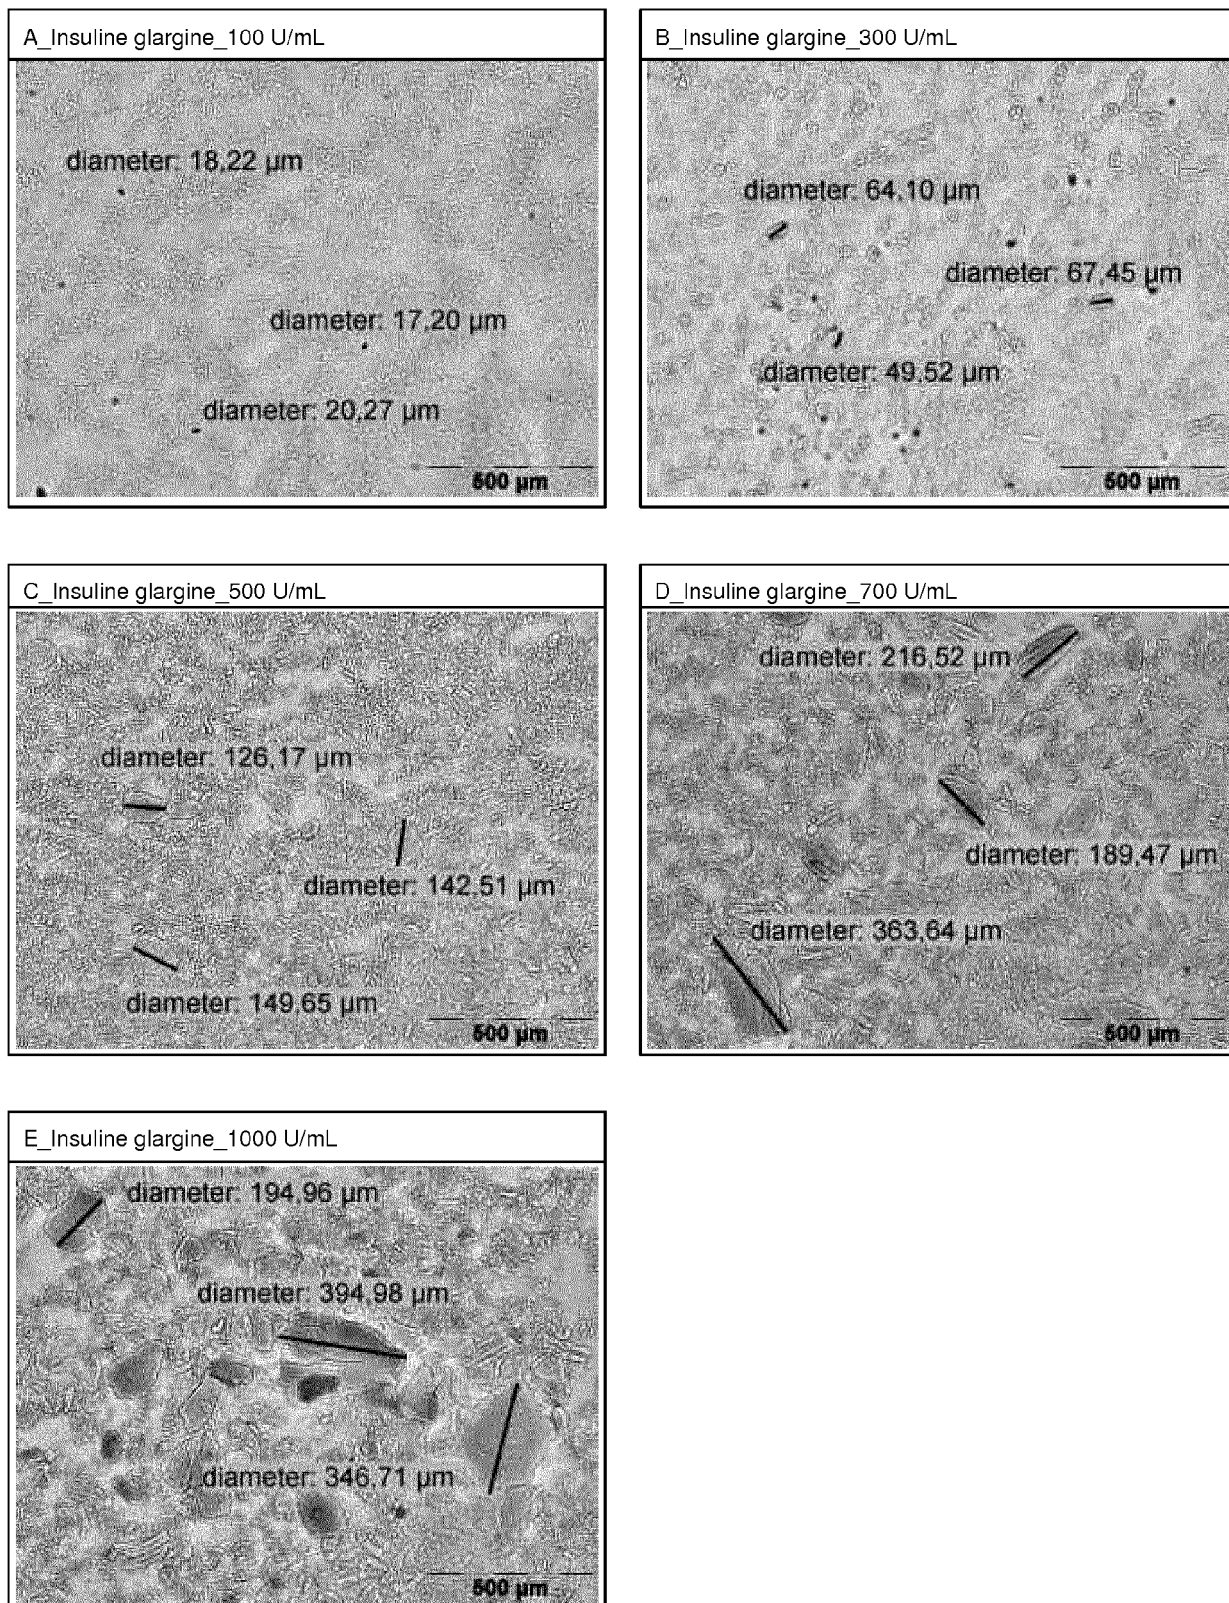 A_Insuline glargine_100 U/mL
diameter: 18,22 µm
diameter: 17,20 µm
diameter: 20,27 µm
500 µm
B_Insuline glargine_300 U/mL
diameter: 64,10 µm
diameter: 67,45 µm
diameter: 49,52 µm
500 µm
C_Insuline glargine_500 U/mL
diameter: 126,17 µm
diameter: 142,51 µm
diameter: 149,65 µm
500 µm
D_Insuline glargine_700 U/mL
diameter: 216,52 µm
diameter: 189,47 µm
diameter: 363,64 µm
500 µm
E_Insuline glargine_1000 U/mL
diameter: 194,96 µm
diameter: 394,98 µm
diameter: 346,71 µm
500 µm